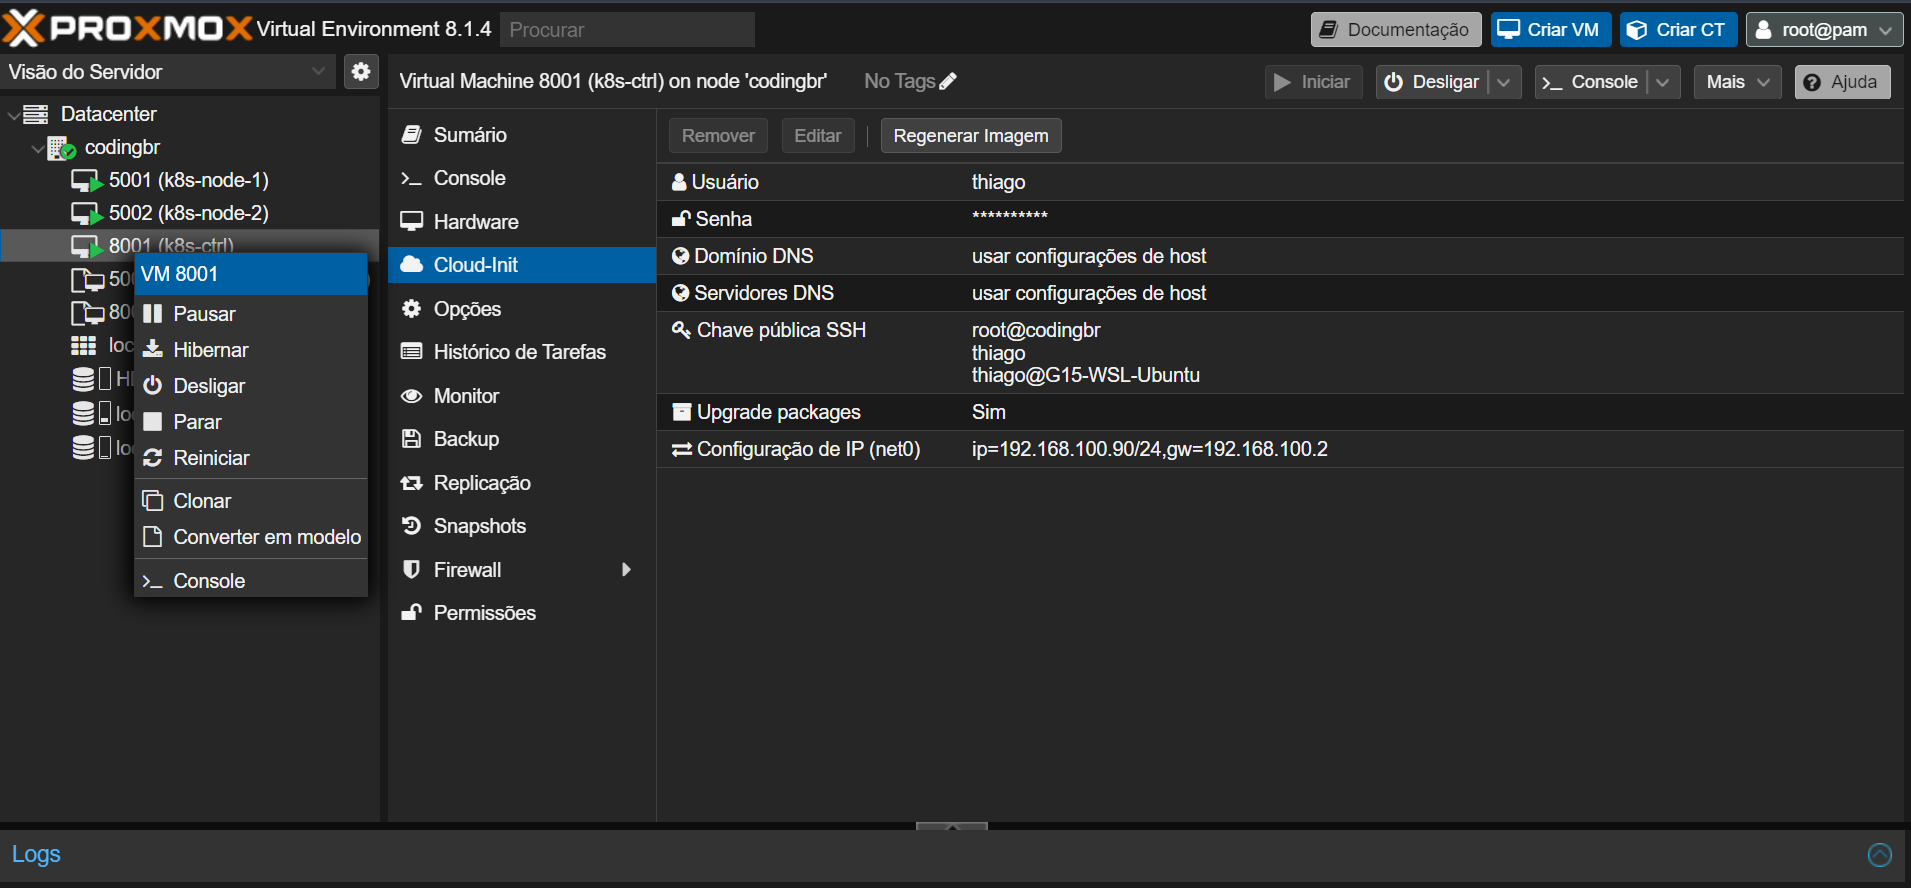 PROXMOX Virtual Environment 8.1.4 Procurar Documentação Criar VM Criar CT root@pam
Visão do Servidor
Virtual Machine 8001 (k8s-ctrl) on node 'codingbr' No Tags Iniciar Desligar Console Mais Ajuda
Datacenter
codingbr
5001 (k8s-node-1)
5002 (k8s-node-2)
8001 (k8s-ctrl)
VM 8001
Pausar
Hibernar
Desligar
Parar
Reiniciar
Clonar
Converter em modelo
Console
Sumário
Console
Hardware
Cloud-Init
Opções
Histórico de Tarefas
Monitor
Backup
Replicação
Snapshots
Firewall
Permissões
Remover Editar Regenerar Imagem
Usuário thiago
Senha **********
Domínio DNS usar configurações de host
Servidores DNS usar configurações de host
Chave pública SSH root@codingbr
thiago
thiago@G15-WSL-Ubuntu
Upgrade packages Sim
Configuração de IP (net0) ip=192.168.100.90/24,gw=192.168.100.2
Logs